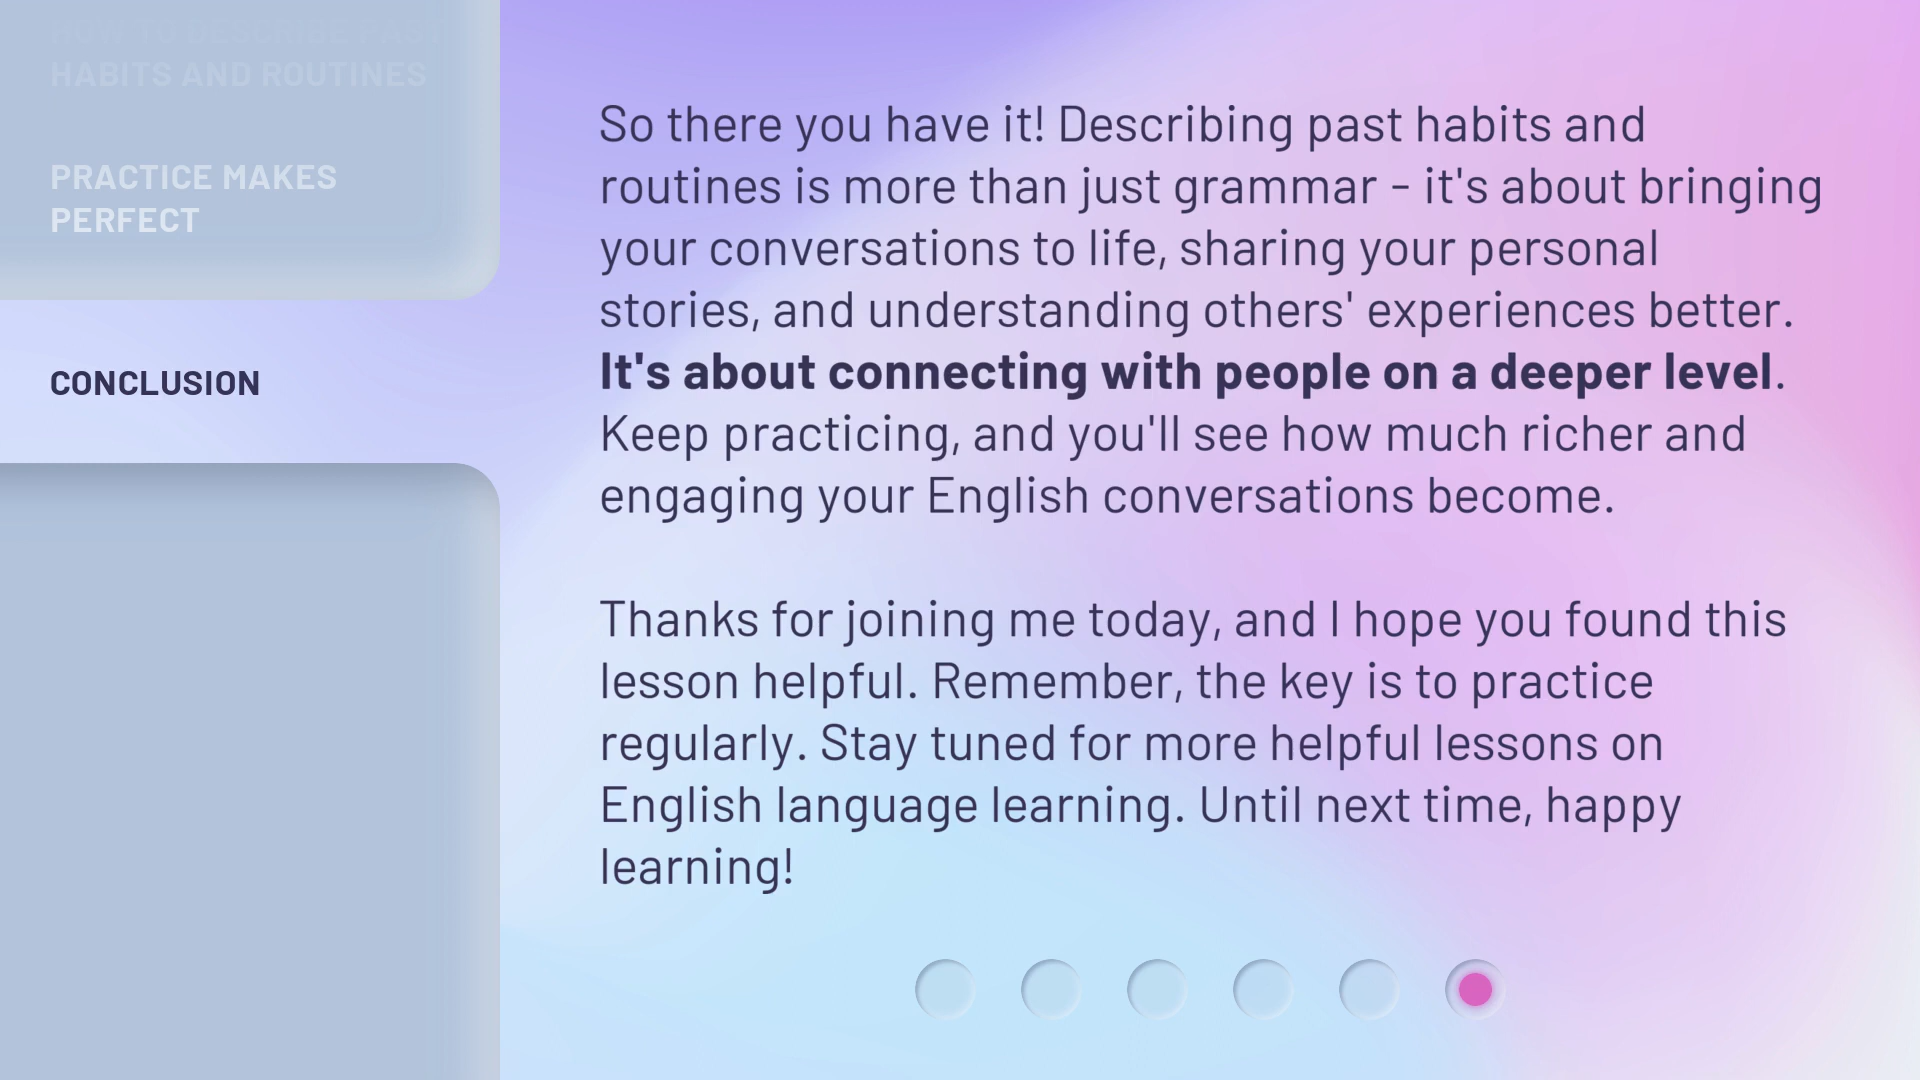 HOW TO DESCRIBE PAST
HABITS AND ROUTINES
PRACTICE MAKES
PERFECT
CONCLUSION
So there you have it! Describing past habits and
routines is more than just grammar - it's about bringing
your conversations to life, sharing your personal
stories, and understanding others' experiences better.
It's about connecting with people on a deeper level.
Keep practicing, and you'll see how much richer and
engaging your English conversations become.
Thanks for joining me today, and I hope you found this
lesson helpful. Remember, the key is to practice
regularly. Stay tuned for more helpful lessons on
English language learning. Until next time, happy
learning!